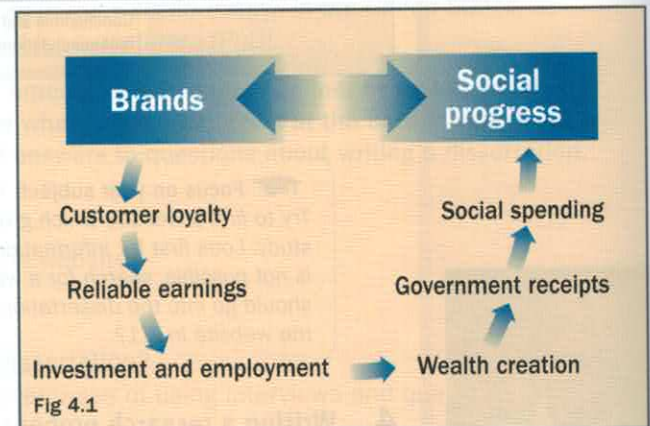 Brands
Social
progress
Customer loyalty
Social spending
Reliable earnings
Government receipts
Investment and employment
Wealth creation
Fig 4.1